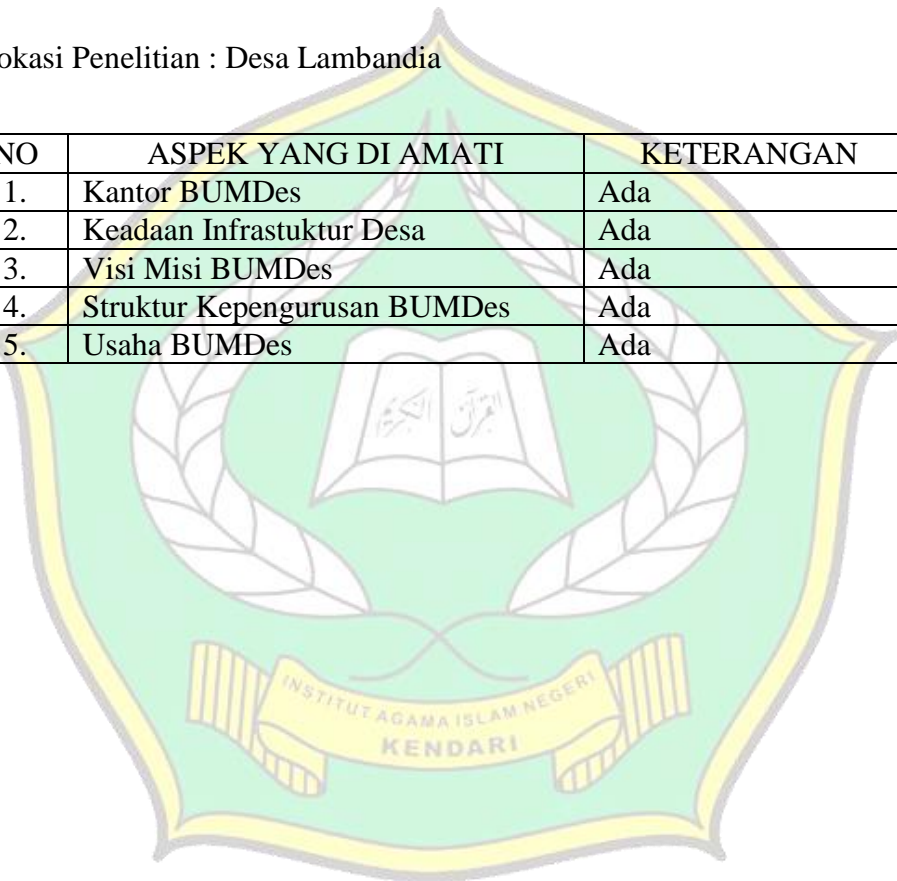 okasi Penelitian : Desa Lambandia
NO ASPEK YANG DI AMATI KETERANGAN
1. Kantor BUMDes Ada
2. Keadaan Infrastuktur Desa Ada
3. Visi Misi BUMDes Ada
4. Struktur Kepengurusan BUMDes Ada
5. Usaha BUMDes Ada
القرآن الكريم
INSTITUT AGAMA ISLAM NEGERI
KENDARI